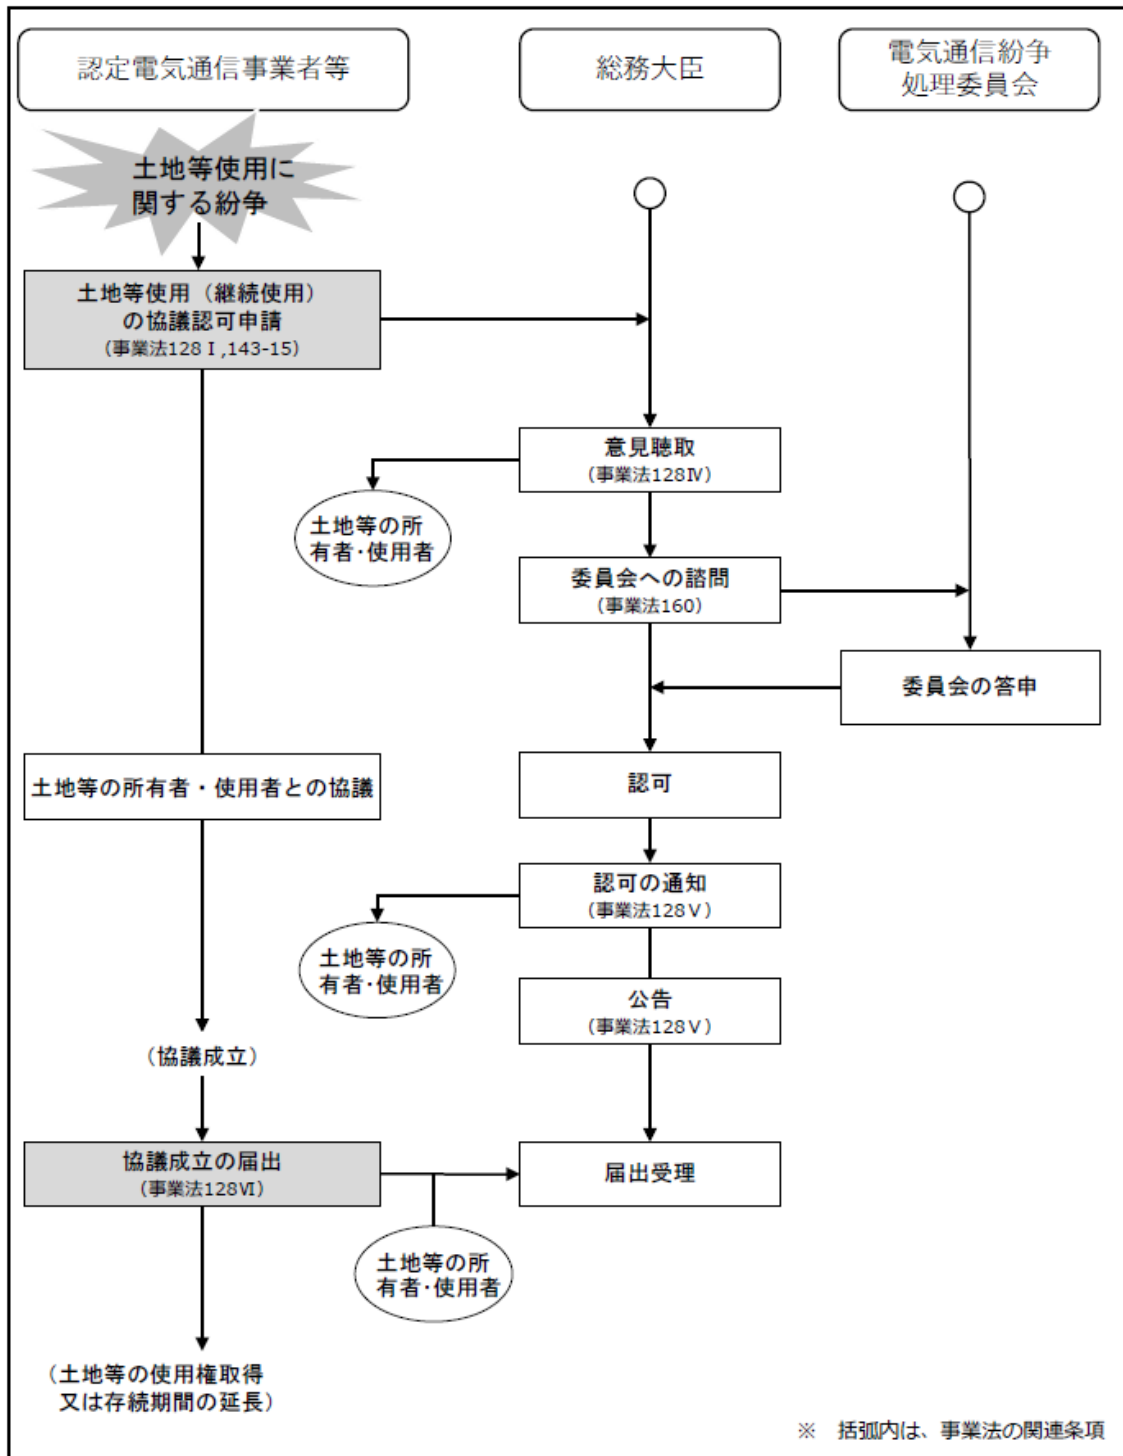 認定電気通信事業者等
総務大臣
電気通信紛争
処理委員会
土地等使用に
関する紛争
土地等使用（継続使用）
の協議認可申請
（事業法128Ⅰ,143-15）
意見聴取
（事業法128Ⅳ）
土地等の所
有者･使用者
委員会への諮問
（事業法160）
委員会の答申
土地等の所有者・使用者との協議
認可
認可の通知
（事業法128Ⅴ）
土地等の所
有者･使用者
公告
（事業法128Ⅴ）
（協議成立）
協議成立の届出
（事業法128Ⅵ）
届出受理
土地等の所
有者･使用者
（土地等の使用権取得
又は存続期間の延長）
※　括弧内は、事業法の関連条項